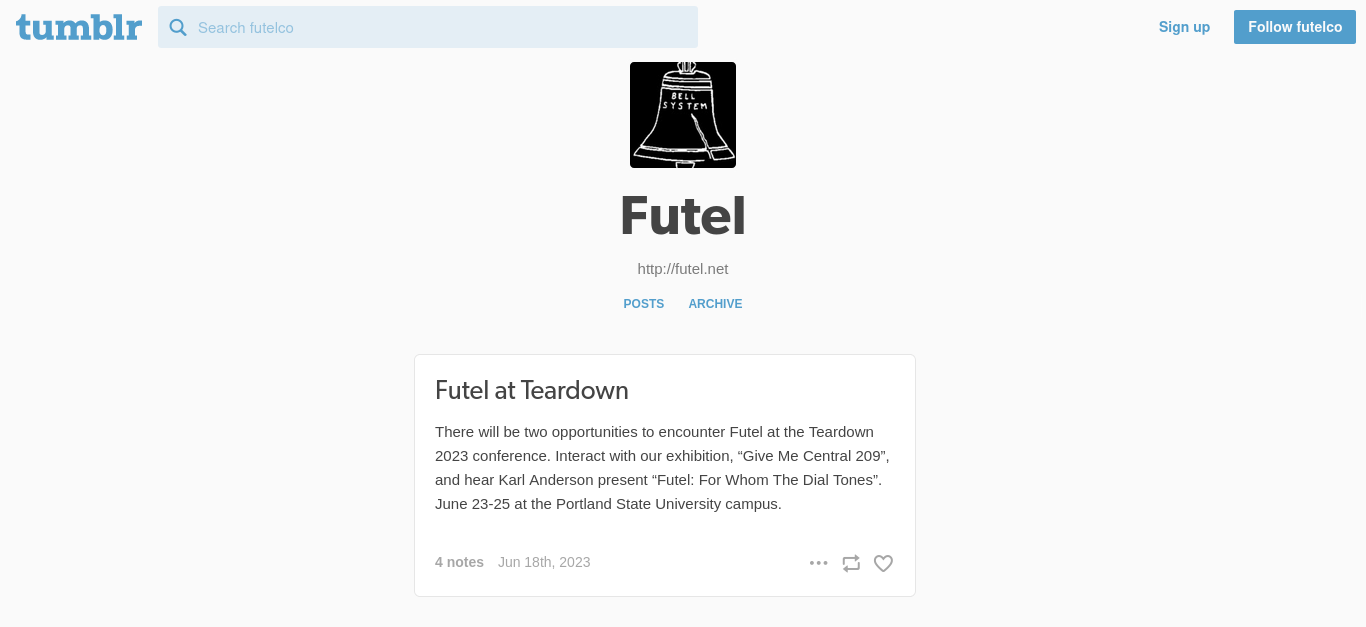 tumblr
Search futelco
Sign up
Follow futelco
BELL
SYSTEM
Futel
http://futel.net
POSTS ARCHIVE
Futel at Teardown
There will be two opportunities to encounter Futel at the Teardown
2023 conference. Interact with our exhibition, “Give Me Central 209”,
and hear Karl Anderson present “Futel: For Whom The Dial Tones”.
June 23-25 at the Portland State University campus.
4 notes Jun 18th, 2023